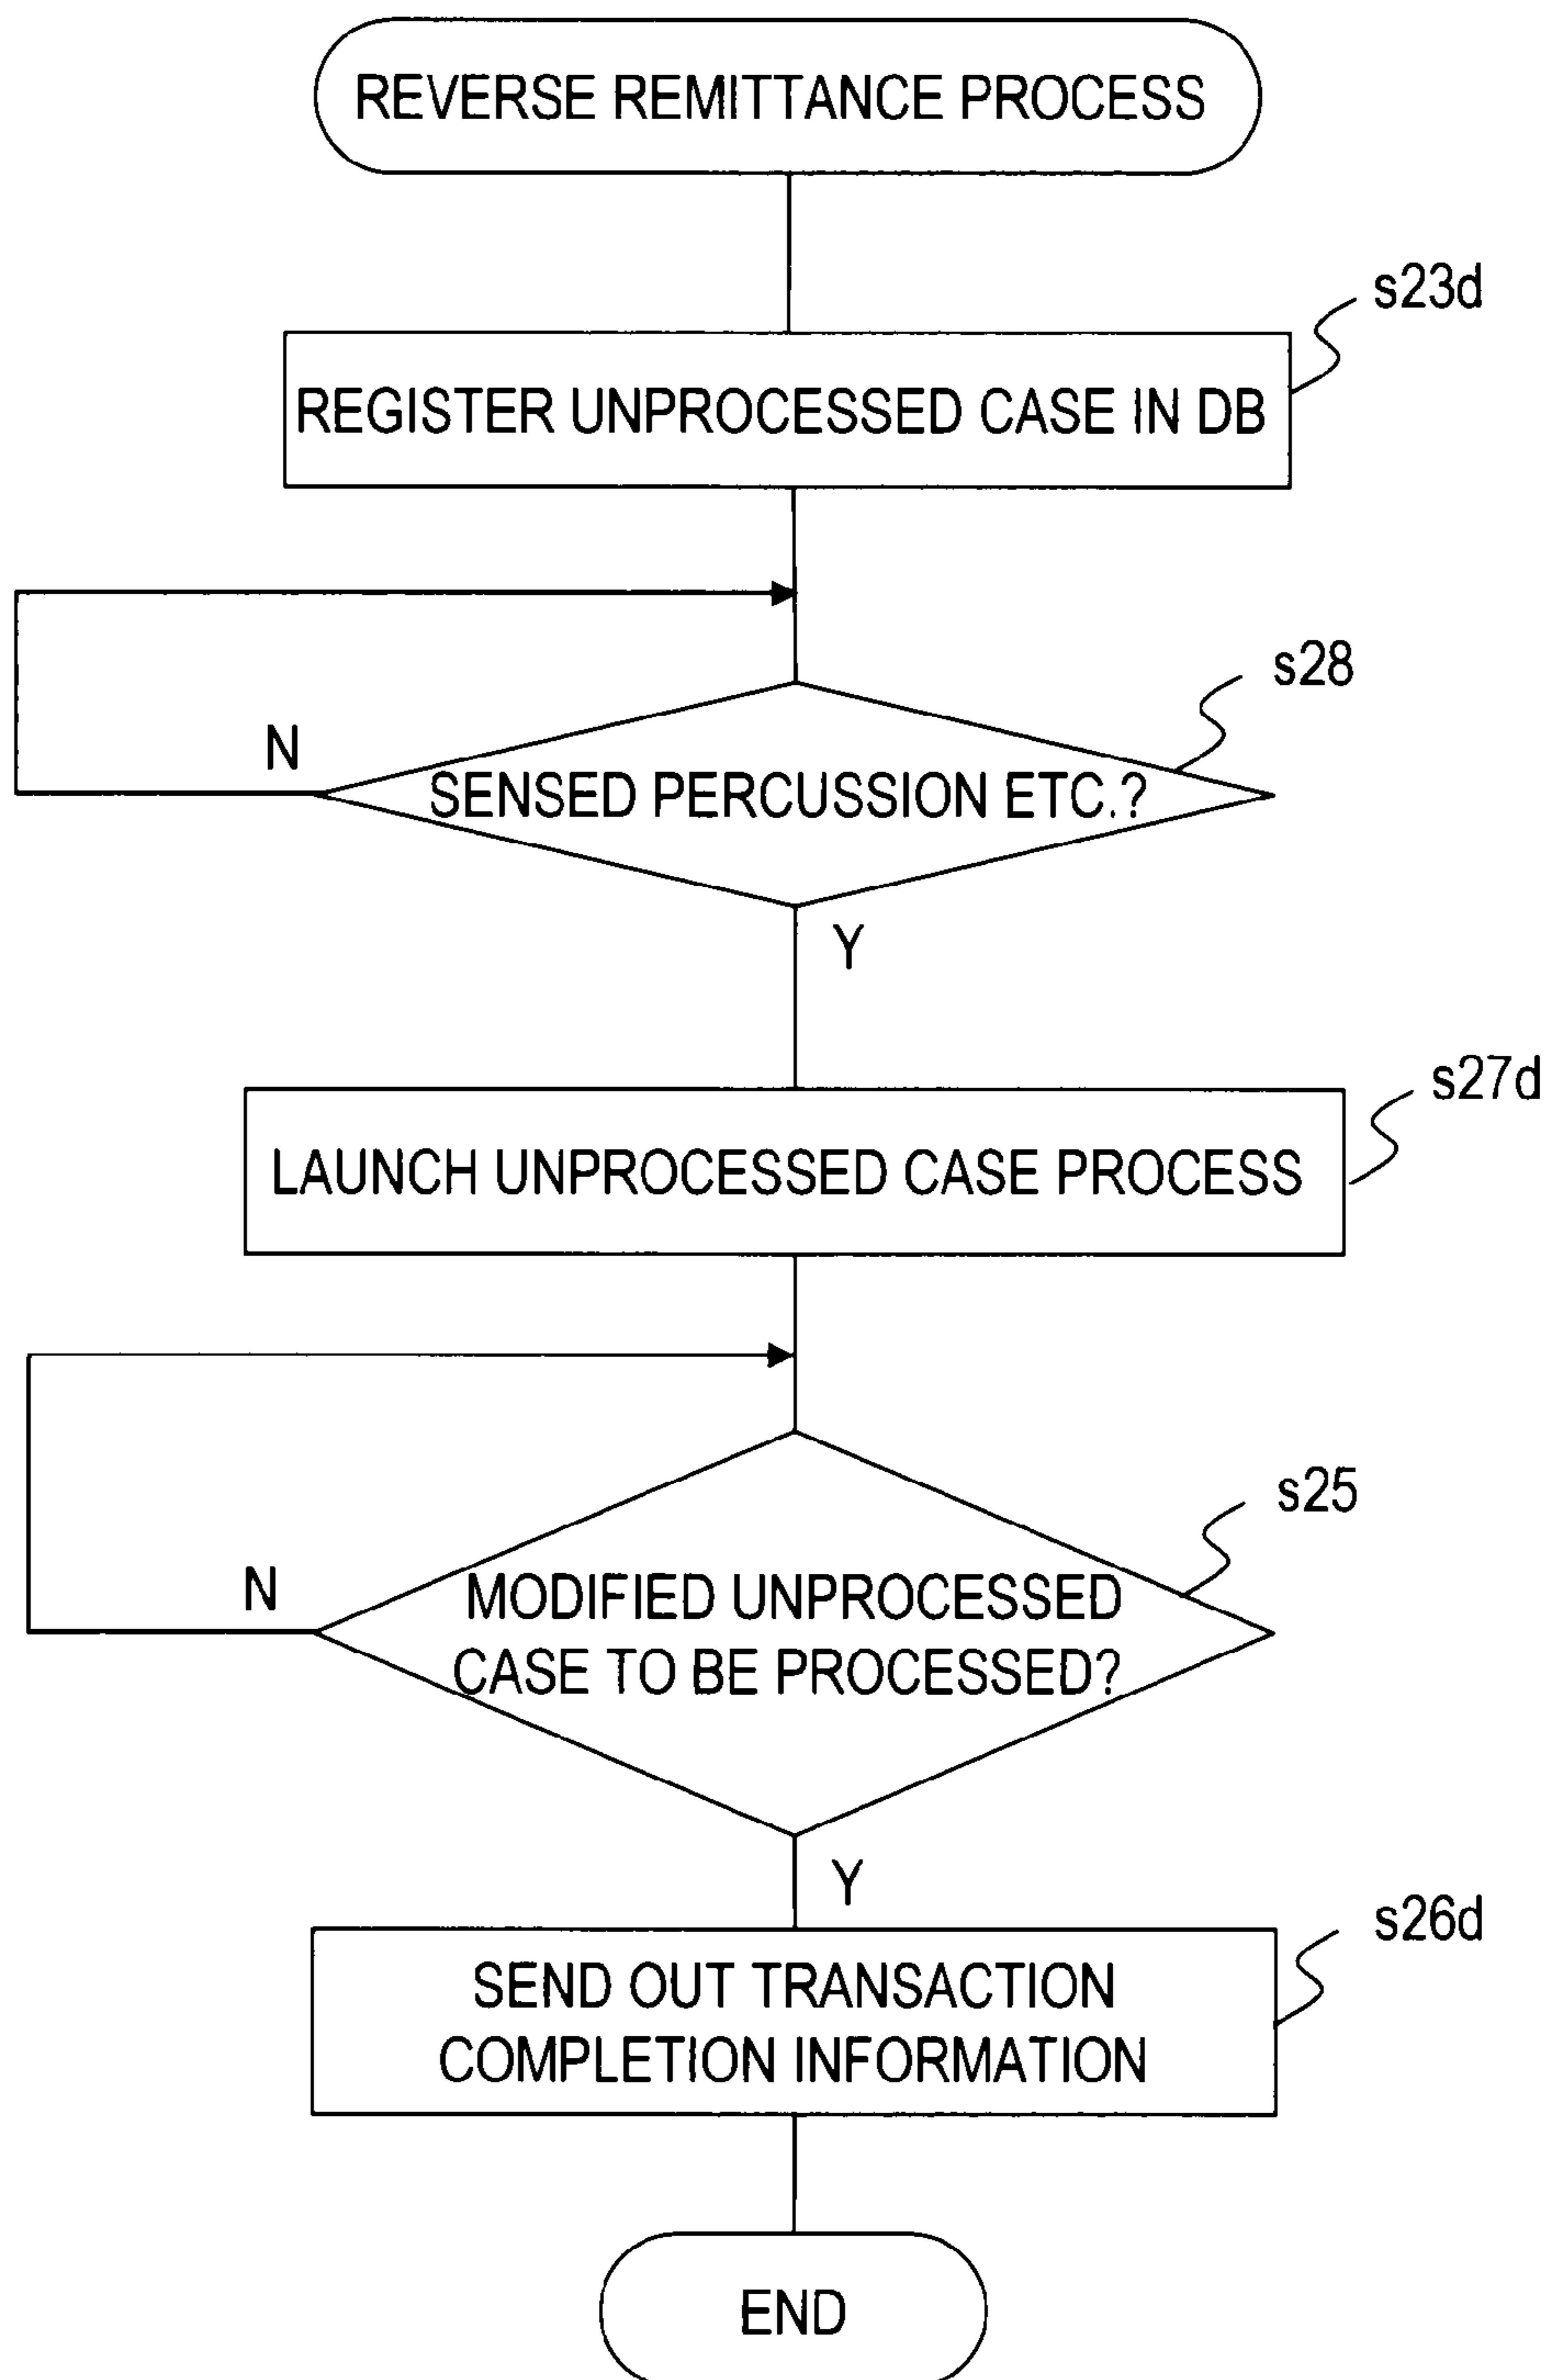 REVERSE REMITTANCE PROCESS
s23d
REGISTER UNPROCESSED CASE IN DB
s28
N
SENSED PERCUSSION ETC.?
Y
s27d
LAUNCH UNPROCESSED CASE PROCESS
s25
N
MODIFIED UNPROCESSED
CASE TO BE PROCESSED?
Y
s26d
SEND OUT TRANSACTION
COMPLETION INFORMATION
END